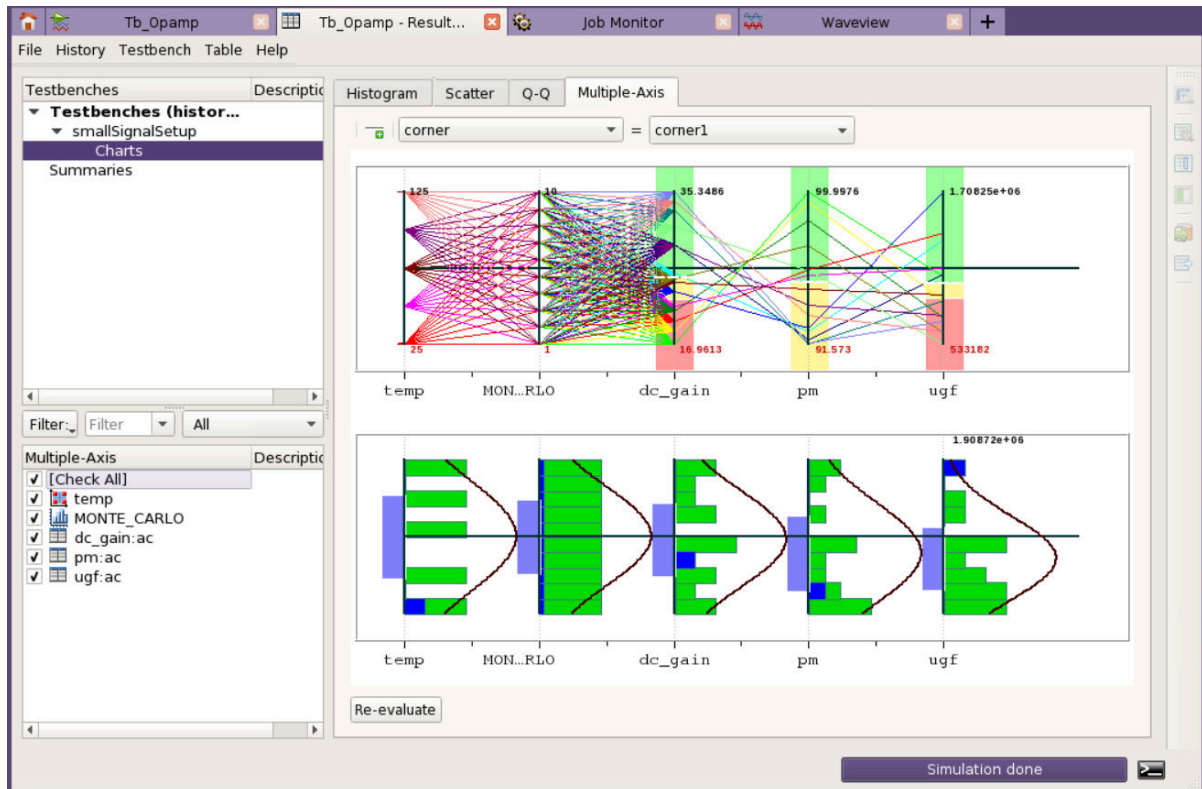 Tb_Opamp
Tb_Opamp - Result...
Job Monitor
Waveview
File History Testbench Table Help
Testbenches
Descriptic
Testbenches (histor...
smallSignalSetup
Charts
Summaries
Filter:
Filter
All
Multiple-Axis
Descriptic
[Check All]
temp
MONTE_CARLO
dc_gain:ac
pm:ac
ugf:ac
Histogram
Scatter
Q-Q
Multiple-Axis
corner = corner1
125 10 35.3486 99.9976 1.70825e+06
25 1 16.9613 91.573 533182
temp MON...RLO dc_gain pm ugf
1.90872e+06
temp MON...RLO dc_gain pm ugf
Re-evaluate
Simulation done